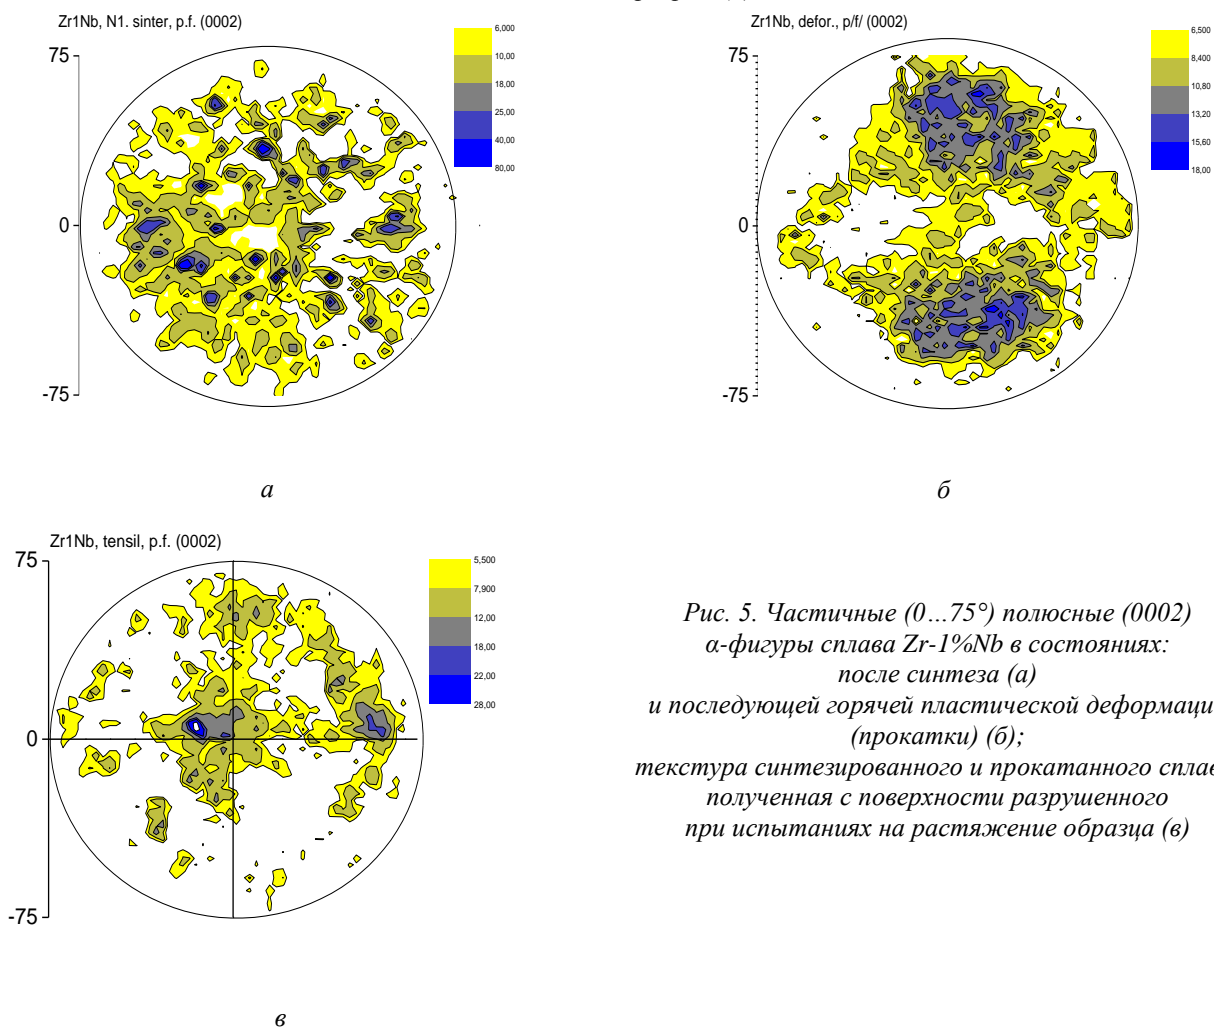 Zr1Nb, N1. sinter, p.f. (0002)
75
0
-75
6,000
10,00
18,00
25,00
40,00
80,00
а
Zr1Nb, defor., p/f/ (0002)
75
0
-75
6,500
8,400
10,80
13,20
15,60
18,00
б
Zr1Nb, tensil, p.f. (0002)
75
0
-75
5,500
7,900
12,00
18,00
22,00
28,00
в
Рис. 5. Частичные (0…75°) полюсные (0002)
α-фигуры сплава Zr-1%Nb в состояниях:
после синтеза (а)
и последующей горячей пластической деформаци
(прокатки) (б);
текстура синтезированного и прокатанного сплав
полученная с поверхности разрушенного
при испытаниях на растяжение образца (в)